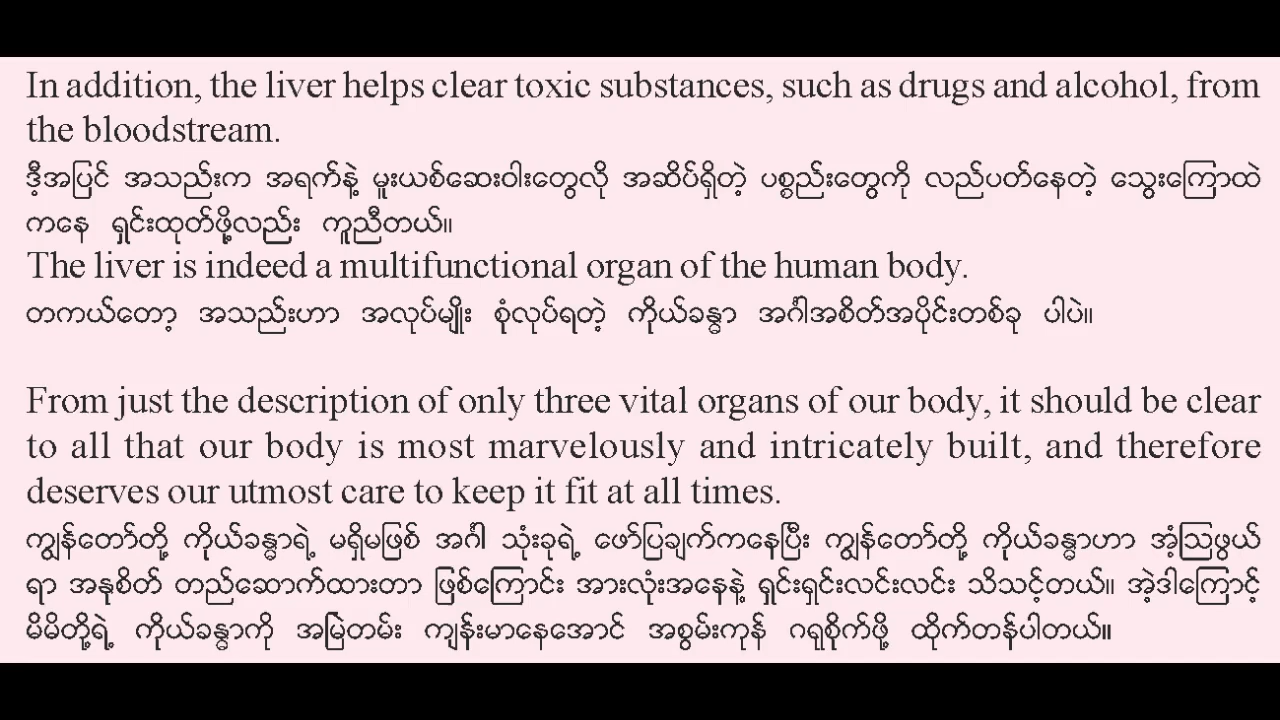 In addition, the liver helps clear toxic substances, such as drugs and alcohol, from
the bloodstream.
ဒီ့အပြင် အသည်းက အရက်နဲ့ မူးယစ်ဆေးဝါးတွေလို အဆိပ်ရှိတဲ့ ပစ္စည်းတွေကို လည်ပတ်နေတဲ့ သွေးကြောထဲ
ကနေ ရှင်းထုတ်ဖို့လည်း ကူညီတယ်။
The liver is indeed a multifunctional organ of the human body.
တကယ်တော့ အသည်းဟာ အလုပ်မျိုး စုံလုပ်ရတဲ့ ကိုယ်ခန္ဓာ အင်္ဂါအစိတ်အပိုင်းတစ်ခု ပါပဲ။
From just the description of only three vital organs of our body, it should be clear
to all that our body is most marvelously and intricately built, and therefore
deserves our utmost care to keep it fit at all times.
ကျွန်တော်တို့ ကိုယ်ခန္ဓာရဲ့ မရှိမဖြစ် အင်္ဂါ သုံးခုရဲ့ ဖော်ပြချက်ကနေပြီး ကျွန်တော်တို့ ကိုယ်ခန္ဓာဟာ အံ့ဩဖွယ်
ရာ အနုစိတ် တည်ဆောက်ထားတာ ဖြစ်ကြောင်း အားလုံးအနေနဲ့ ရှင်းရှင်းလင်းလင်း သိသင့်တယ်။ အဲ့ဒါကြောင့်
မိမိတို့ရဲ့ ကိုယ်ခန္ဓာကို အမြဲတမ်း ကျန်းမာနေအောင် အစွမ်းကုန် ဂရုစိုက်ဖို့ ထိုက်တန်ပါတယ်။